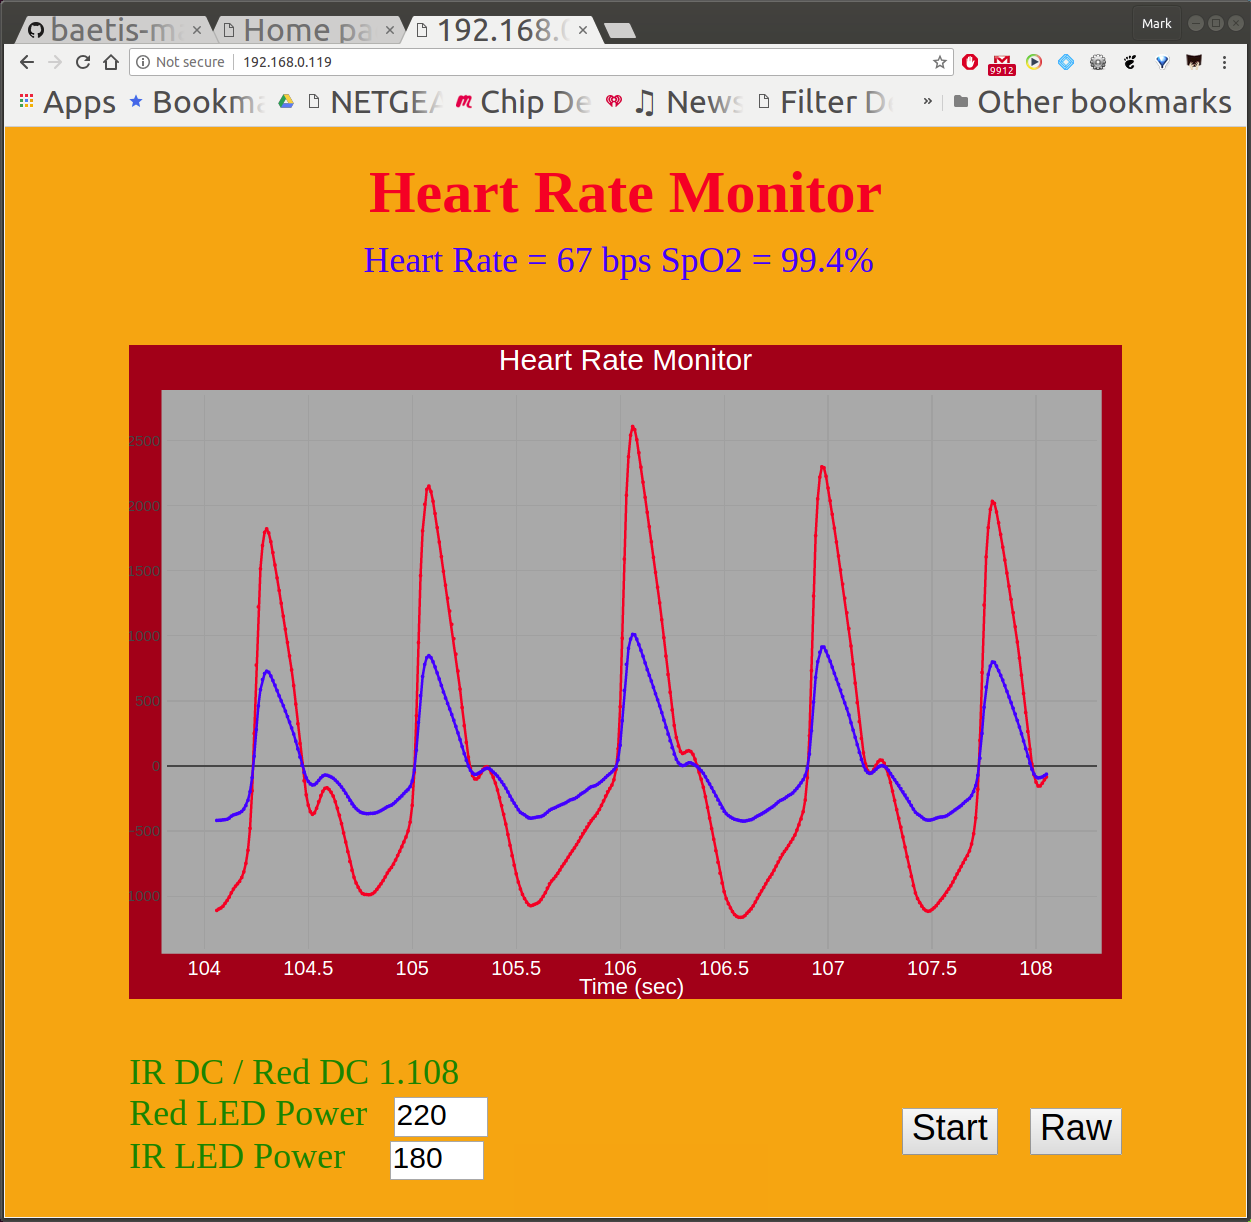 baetis-ma Home pa 192.168.0 Mark
Not secure 192.168.0.119 9912
Apps Bookma NETGEA Chip De News Filter De » Other bookmarks
Heart Rate Monitor
Heart Rate = 67 bps SpO2 = 99.4%
Heart Rate Monitor
2500
2000
1500
1000
500
0
-500
1000
104 104.5 105 105.5 106 106.5 107 107.5 108
Time (sec)
IR DC / Red DC 1.108
Red LED Power 220
IR LED Power 180
Start Raw